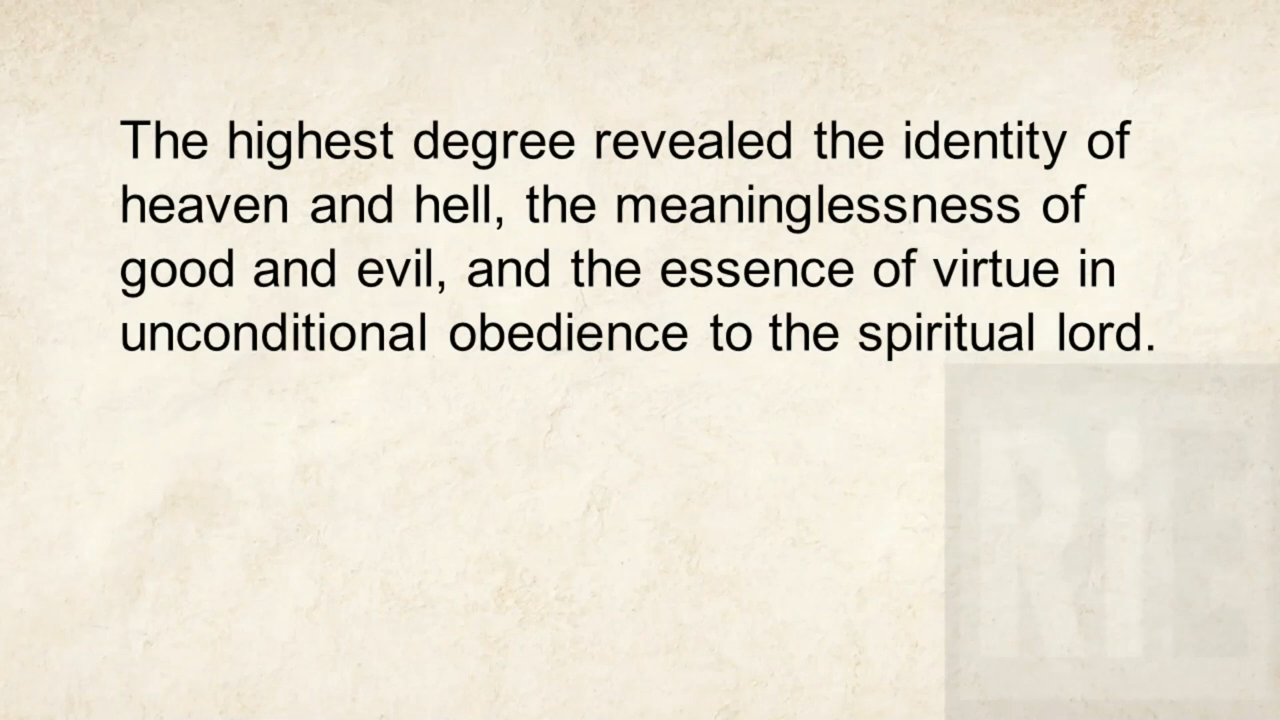 The highest degree revealed the identity of
heaven and hell, the meaninglessness of
good and evil, and the essence of virtue in
unconditional obedience to the spiritual lord.
RiE